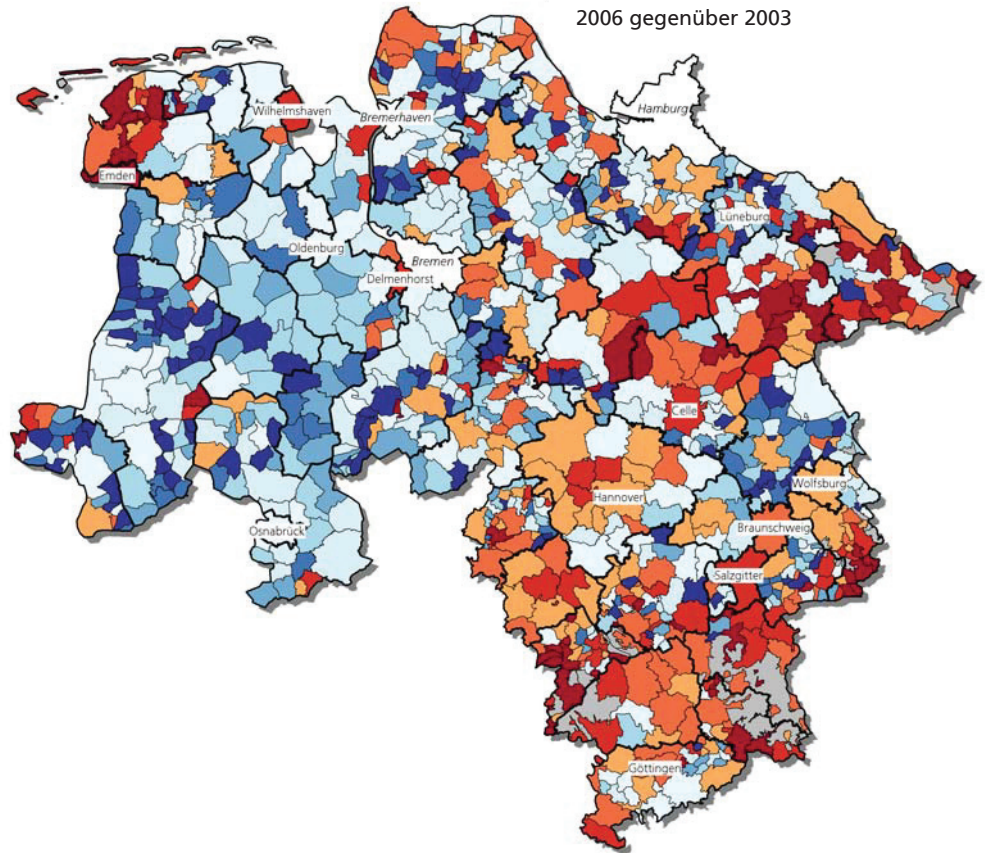 2006 gegenüber 2003
Hamburg
Wilhelmshaven
Bremerhaven
Emden
Lüneburg
Oldenburg
Bremen
Delmenhorst
Celle
Wolfsburg
Hannover
Braunschweig
Osnabrück
Salzgitter
Göttingen